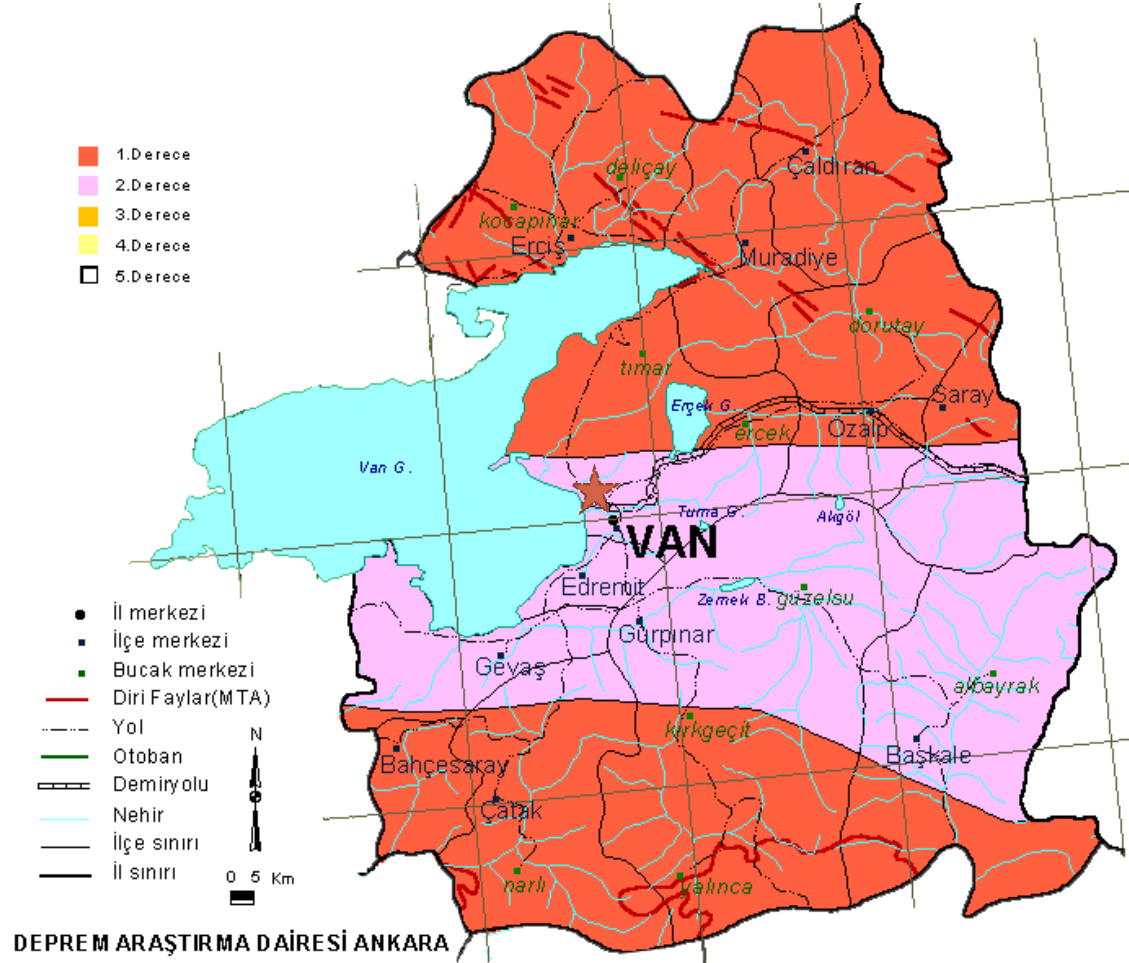 1.Derece
2.Derece
3.Derece
4.Derece
5.Derece
Çaldıran
deliçay
kocapınar
Erciş
Muradiye
dorutay
tımar
Saray
Erçek G.
ercek
Özalp
Van G.
Turna G.
Akgöl
VAN
Edremit
Zernek B.
güzelsu
Gürpınar
Gevaş
albayrak
kırkgeçit
Başkale
Bahçesaray
Çatak
narlı
yalınca
İl merkezi
İlçe merkezi
Bucak merkezi
Diri Faylar(MTA)
Yol
Otoban
Demiryolu
Nehir
İlçe sınırı
İl sınırı
N
0 5 Km
DEPREM ARAŞTIRMA DAİRESİ ANKARA